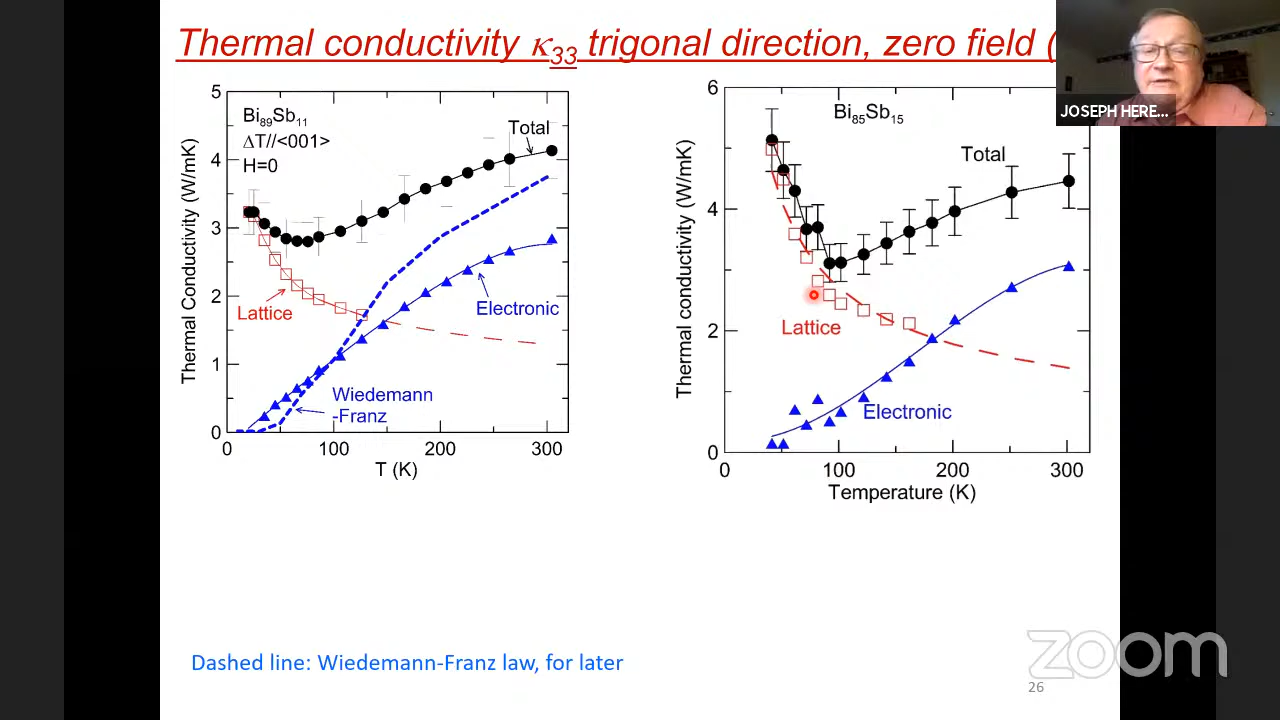 Thermal conductivity κ33 trigonal direction, zero field (
JOSEPH HERE...
Bi89Sb11
ΔT//<001>
H=0
Total
Lattice
Electronic
Wiedemann
-Franz
Thermal Conductivity (W/mK)
5
4
3
2
1
0
0
100
200
300
T (K)
Bi85Sb15
Total
Lattice
Electronic
Thermal conductivity (W/mK)
6
4
2
0
0
100
200
300
Temperature (K)
Dashed line: Wiedemann-Franz law, for later
zoom
26